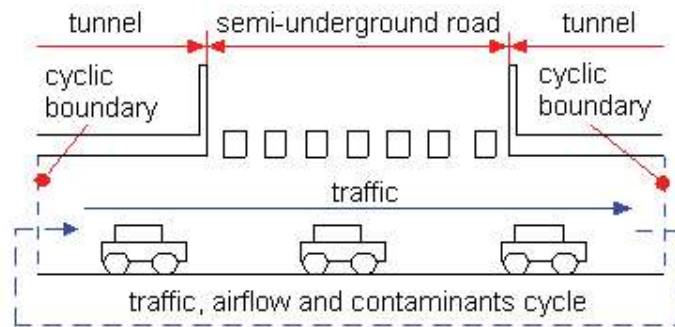 tunnel semi-underground road tunnel
cyclic
boundary
cyclic
boundary
traffic
traffic, airflow and contaminants cycle